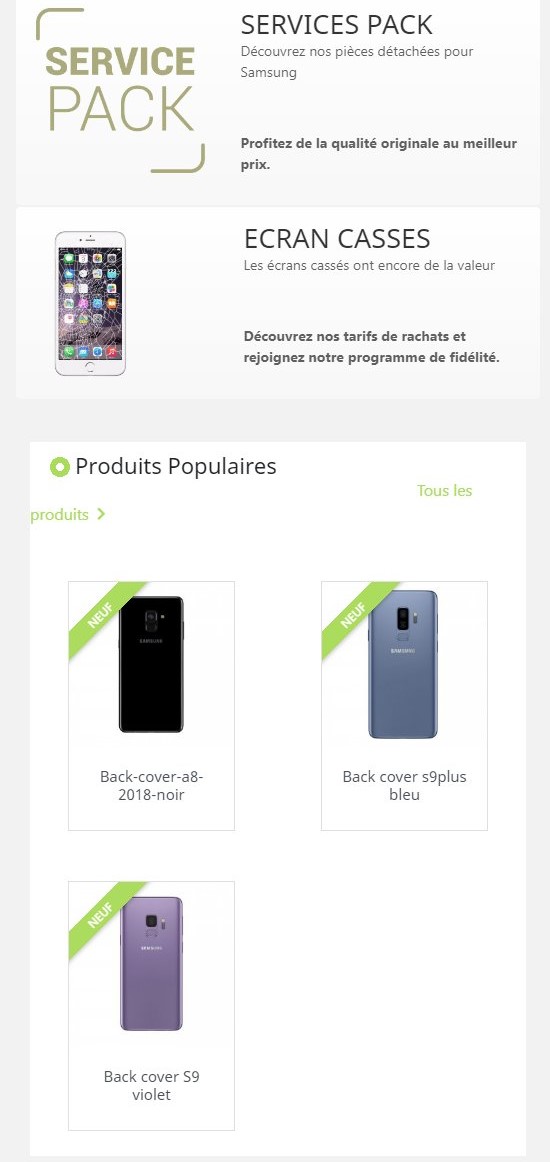 SERVICE
PACK
SERVICES PACK
Découvrez nos pièces détachées pour
Samsung
Profitez de la qualité originale au meilleur
prix.
ECRAN CASSES
Les écrans cassés ont encore de la valeur
Découvrez nos tarifs de rachats et
rejoignez notre programme de fidélité.
Produits Populaires
Tous les
produits
NEUF
SAMSUNG
Back-cover-a8-
2018-noir
NEUF
SAMSUNG
Back cover s9plus
bleu
NEUF
SAMSUNG
Back cover S9
violet